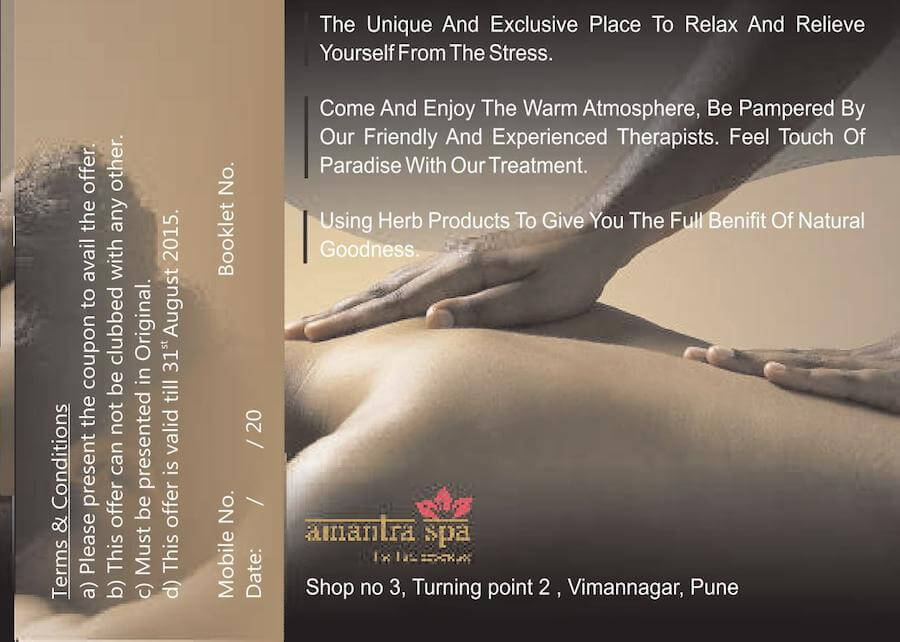 The Unique And Exclusive Place To Relax And Relieve
Yourself From The Stress.
Come And Enjoy The Warm Atmosphere, Be Pampered By
Our Friendly And Experienced Therapists. Feel Touch Of
Paradise With Our Treatment.
Using Herb Products To Give You The Full Benifit Of Natural
Goodness.
amantra spa
Shop no 3, Turning point 2 , Vimannagar, Pune
Terms & Conditions
a) Please present the coupon to avail the offer.
b) This offer can not be clubbed with any other.
c) Must be presented in Original.
d) This offer is valid till 31st August 2015.
Mobile No. Booklet No.
Date: / / 20